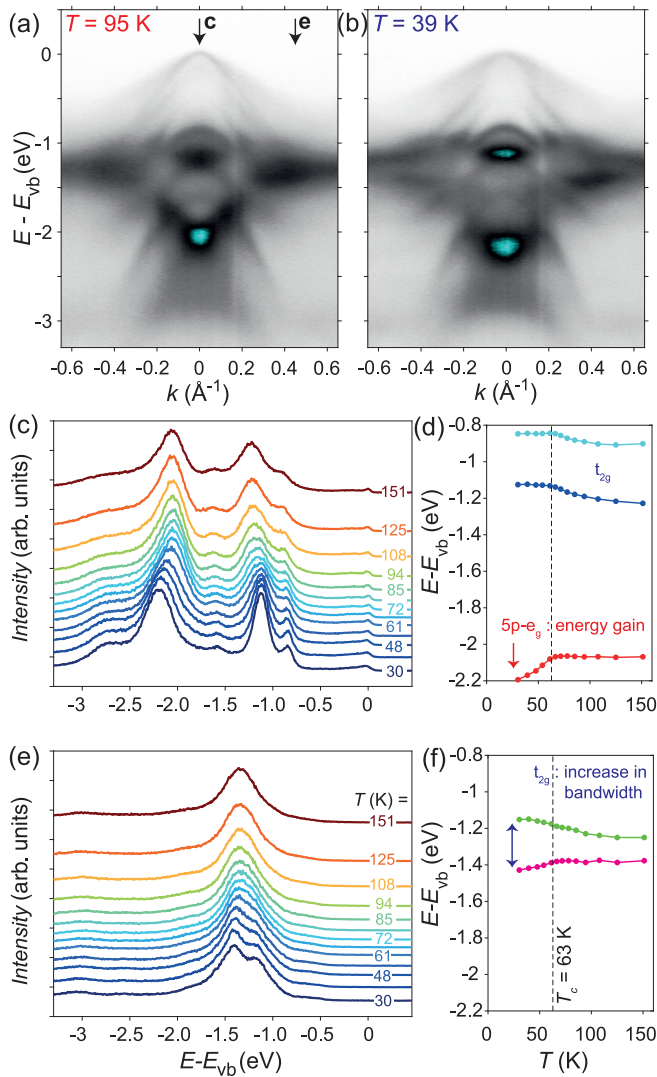 (a)
T = 95 K
c
e
(b)
T = 39 K
E - E_vb (eV)
0
-1
-2
-3
-0.6 -0.4 -0.2 0 0.2 0.4 0.6
k (Å⁻¹)
-0.6 -0.4 -0.2 0 0.2 0.4 0.6
k (Å⁻¹)
(c)
Intensity (arb. units)
151
125
108
94
85
72
61
48
30
-3 -2.5 -2.0 -1.5 -1.0 -0.5 0
(d)
E-E_vb (eV)
-0.8
-1
-1.2
-1.4
-1.6
-1.8
-2
-2.2
t_2g
5p-e_g : energy gain
0 50 100 150
(e)
Intensity (arb. units)
T (K) =
151
125
108
94
85
72
61
48
30
-3 -2.5 -2 -1.5 -1 -0.5 0
E-E_vb (eV)
(f)
E-E_vb (eV)
-0.8
-1
-1.2
-1.4
-1.6
-1.8
-2
-2.2
t_2g : increase in
bandwidth
T_c = 63 K
0 50 100 150
T (K)